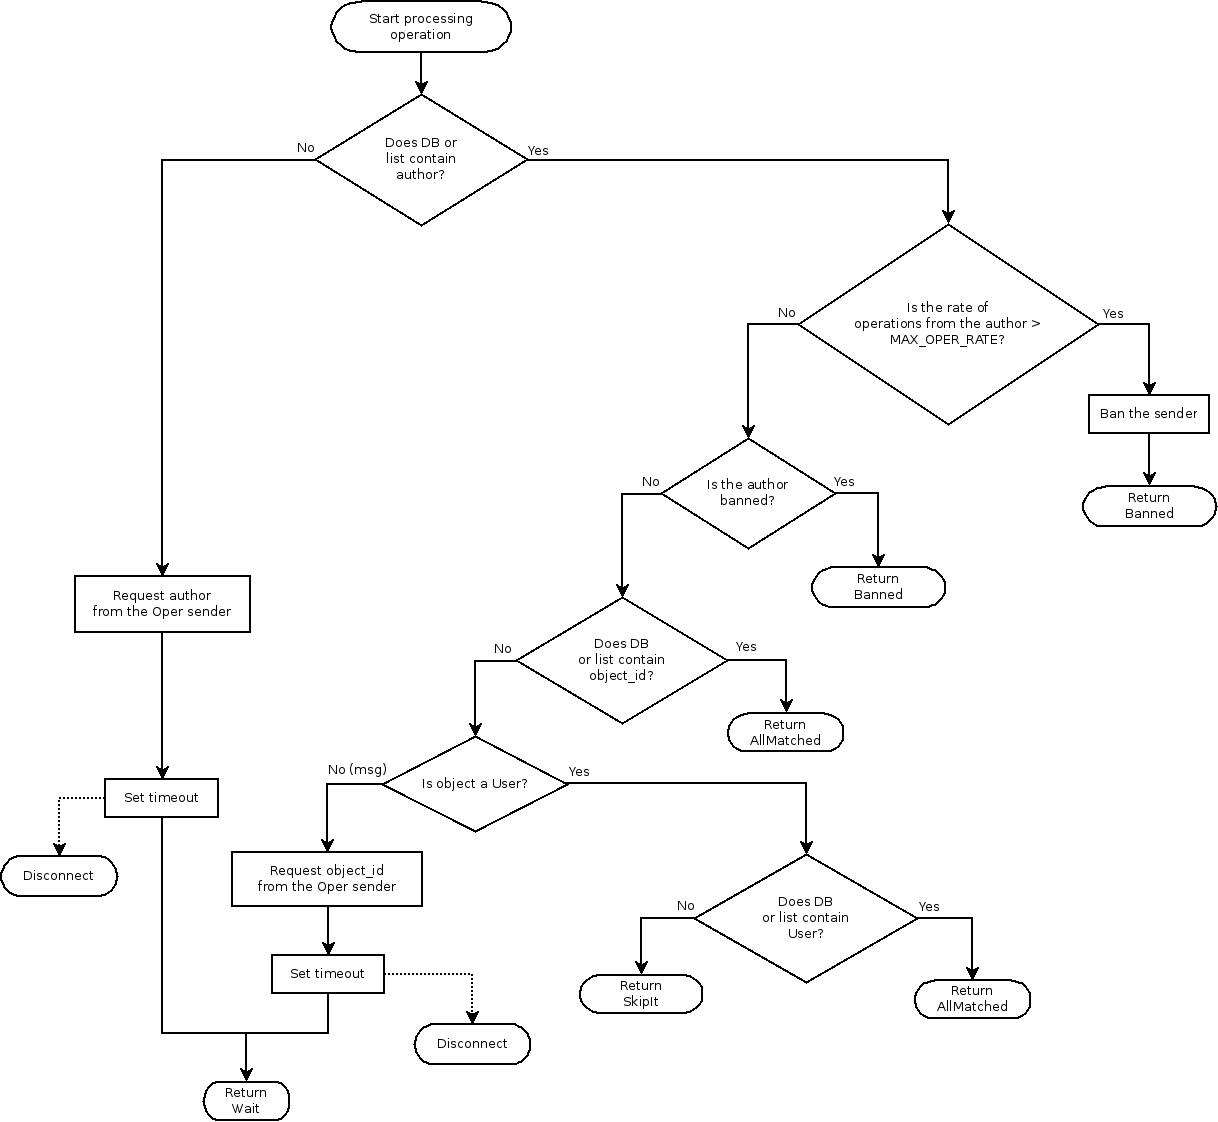 Start processing
operation
Does DB or
list contain
author?
No
Yes
Is the rate of
operations from the author >
MAX_OPER_RATE?
No
Yes
Ban the sender
Return
Banned
Is the author
banned?
No
Yes
Return
Banned
Request author
from the Oper sender
Does DB
or list contain
object_id?
No
Yes
Return
AllMatched
Is object a User?
No (msg)
Yes
Set timeout
Disconnect
Request object_id
from the Oper sender
Does DB
or list contain
User?
No
Yes
Set timeout
Return
SkipIt
Return
AllMatched
Disconnect
Return
Wait